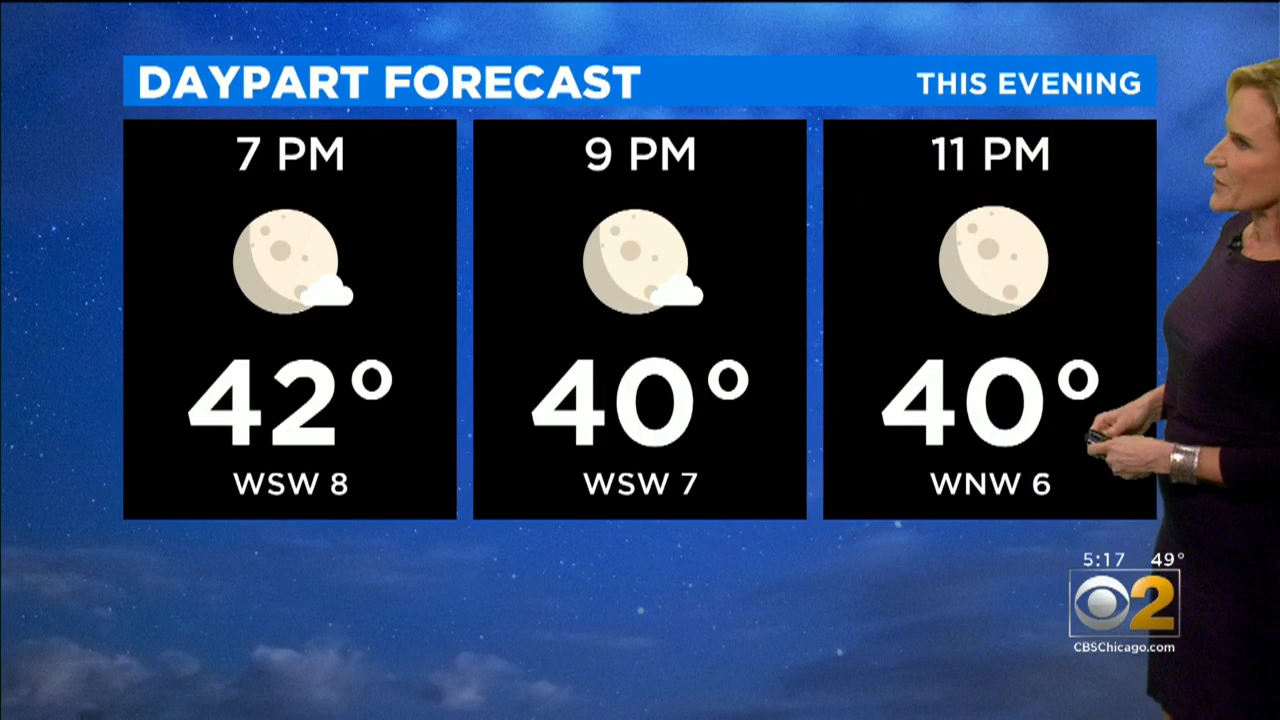 DAYPART FORECAST
THIS EVENING
7 PM
42°
WSW 8
9 PM
40°
WSW 7
11 PM
40°
WNW 6
5:17 49°
2
CBSChicago.com